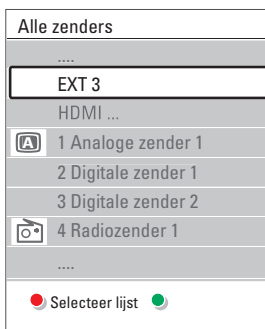 Alle zenders
....
EXT 3
HDMI ...
A 1 Analoge zender 1
2 Digitale zender 1
3 Digitale zender 2
4 Radiozender 1
....
Selecteer lijst